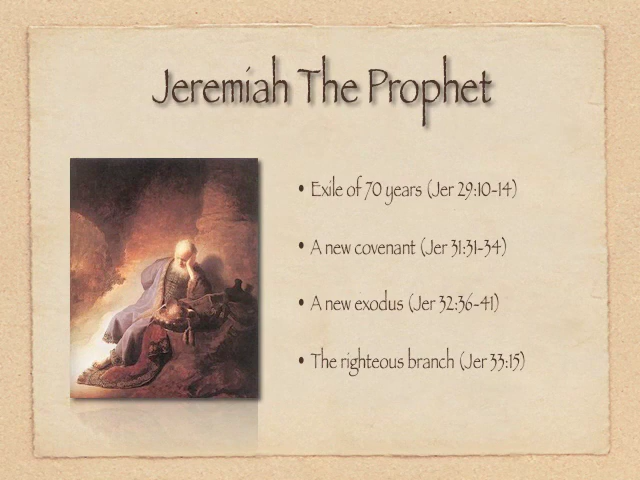 Jeremiah The Prophet
• Exile of 70 years (Jer 29:10-14)
• A new covenant (Jer 31:31-34)
• A new exodus (Jer 32:36-41)
• The righteous branch (Jer 33:15)